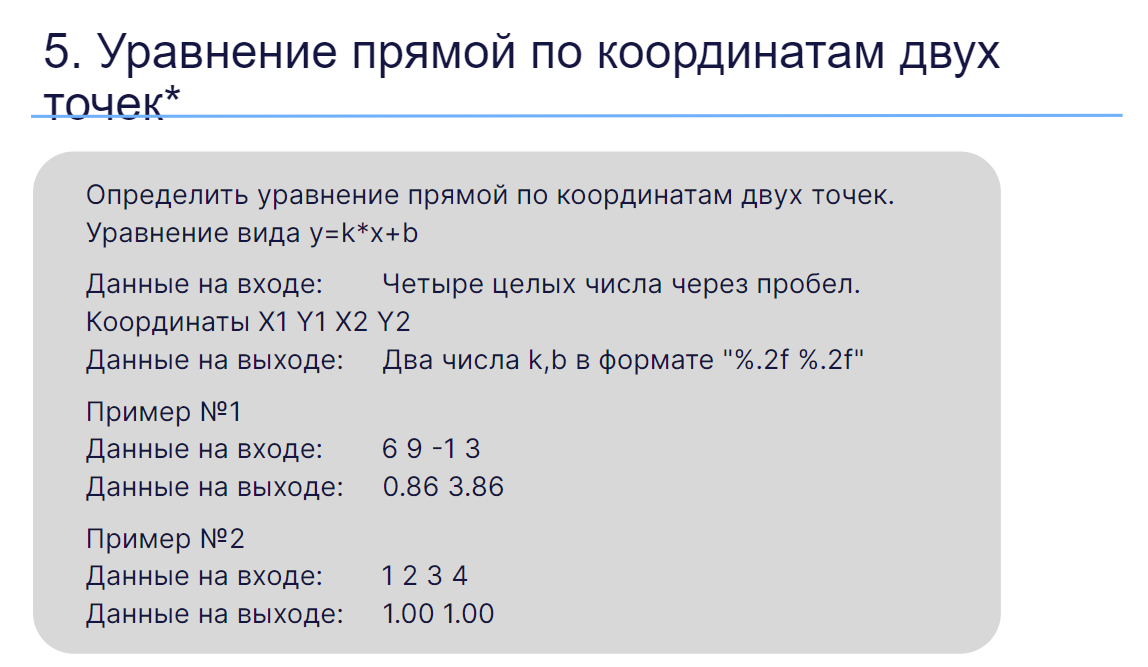 5. Уравнение прямой по координатам двух
точек*
Определить уравнение прямой по координатам двух точек.
Уравнение вида y=k*x+b
Данные на входе: Четыре целых числа через пробел.
Координаты X1 Y1 X2 Y2
Данные на выходе: Два числа k,b в формате "%.2f %.2f"
Пример №1
Данные на входе: 6 9 -1 3
Данные на выходе: 0.86 3.86
Пример №2
Данные на входе: 1 2 3 4
Данные на выходе: 1.00 1.00